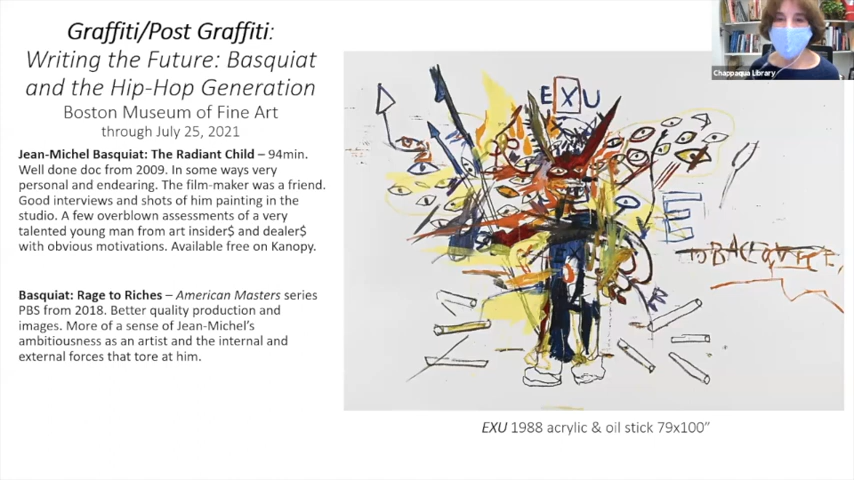 Graffiti/Post Graffiti:
Writing the Future: Basquiat
and the Hip-Hop Generation
Boston Museum of Fine Art
through July 25, 2021
Jean-Michel Basquiat: The Radiant Child – 94min.
Well done doc from 2009. In some ways very
personal and endearing. The film-maker was a friend.
Good interviews and shots of him painting in the
studio. A few overblown assessments of a very
talented young man from art insider$ and dealer$
with obvious motivations. Available free on Kanopy.
Basquiat: Rage to Riches – American Masters series
PBS from 2018. Better quality production and
images. More of a sense of Jean-Michel's
ambitiousness as an artist and the internal and
external forces that tore at him.
Chappaqua Library
EXU
E
EXU 1988 acrylic & oil stick 79x100”